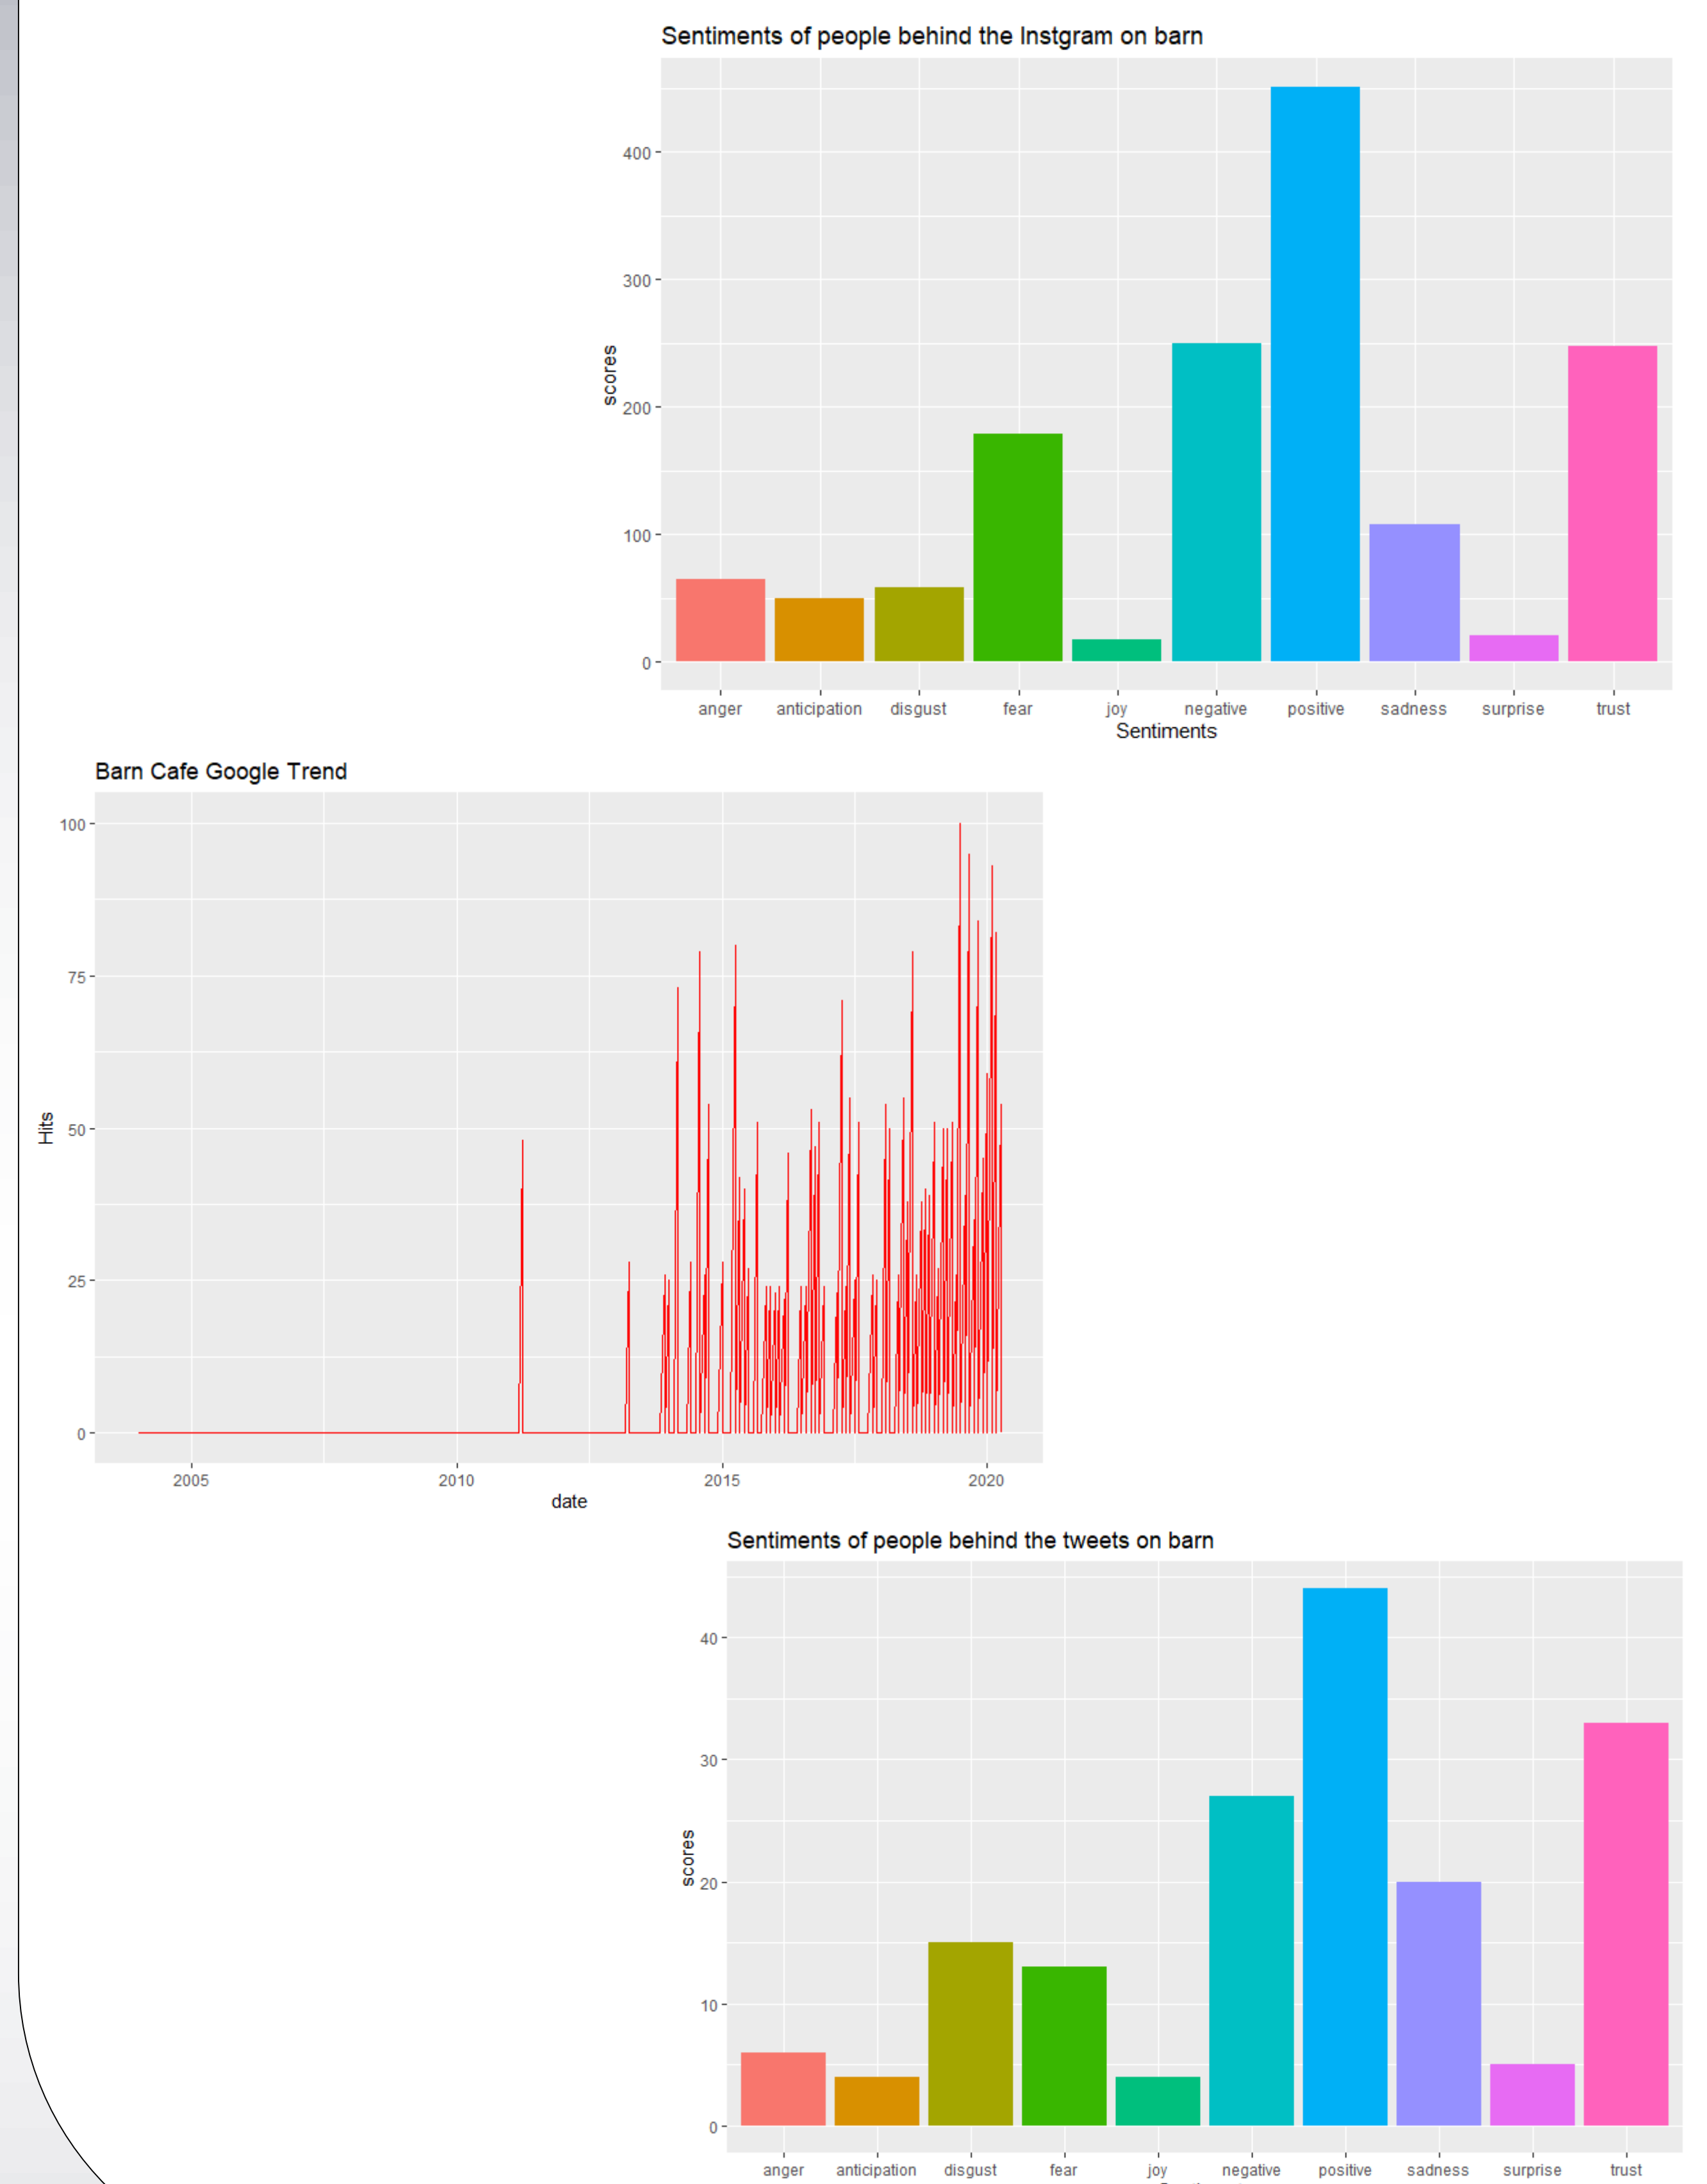 Sentiments of people behind the Instgram on barn
400
300
200
100
0
scores
anger anticipation disgust fear joy negative positive sadness surprise trust
Sentiments
Barn Cafe Google Trend
100
75
50
25
0
Hits
2005 2010 2015 2020
date
Sentiments of people behind the tweets on barn
40
30
20
10
0
scores
anger anticipation disgust fear joy negative positive sadness surprise trust